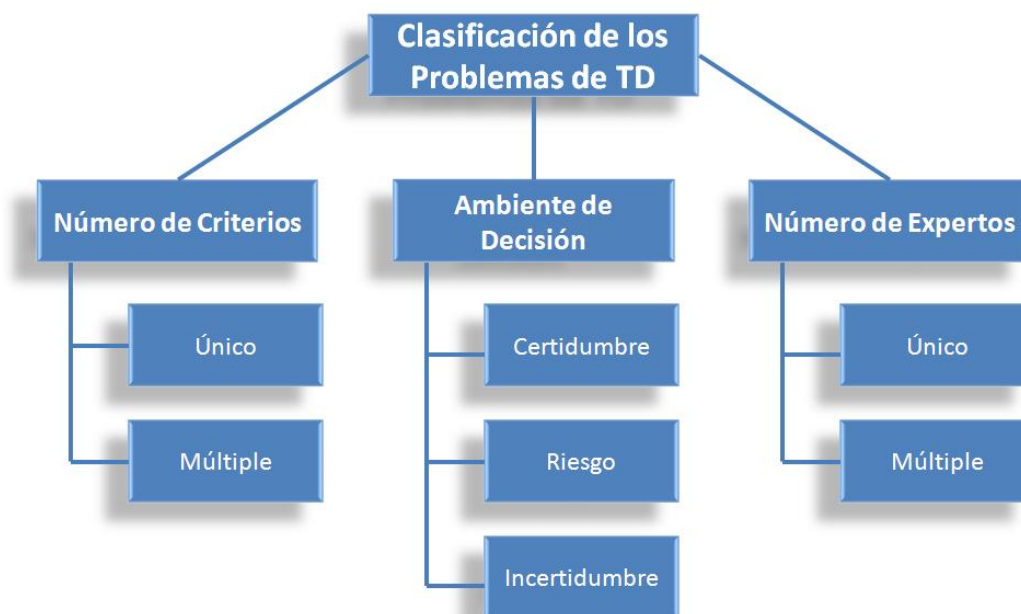 Clasificación de los
Problemas de TD
Número de Criterios
Único
Múltiple
Ambiente de
Decisión
Certidumbre
Riesgo
Incertidumbre
Número de Expertos
Único
Múltiple